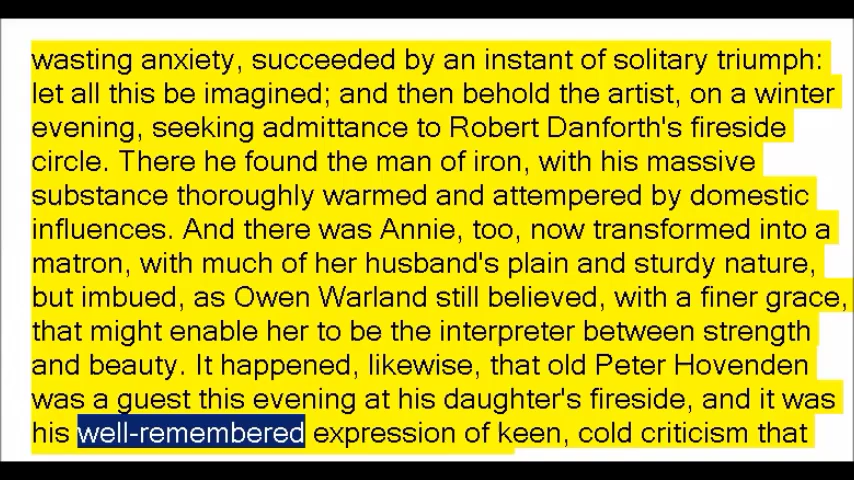 wasting anxiety, succeeded by an instant of solitary triumph:
let all this be imagined; and then behold the artist, on a winter
evening, seeking admittance to Robert Danforth's fireside
circle. There he found the man of iron, with his massive
substance thoroughly warmed and attempered by domestic
influences. And there was Annie, too, now transformed into a
matron, with much of her husband's plain and sturdy nature,
but imbued, as Owen Warland still believed, with a finer grace,
that might enable her to be the interpreter between strength
and beauty. It happened, likewise, that old Peter Hovenden
was a guest this evening at his daughter's fireside, and it was
his well-remembered expression of keen, cold criticism that